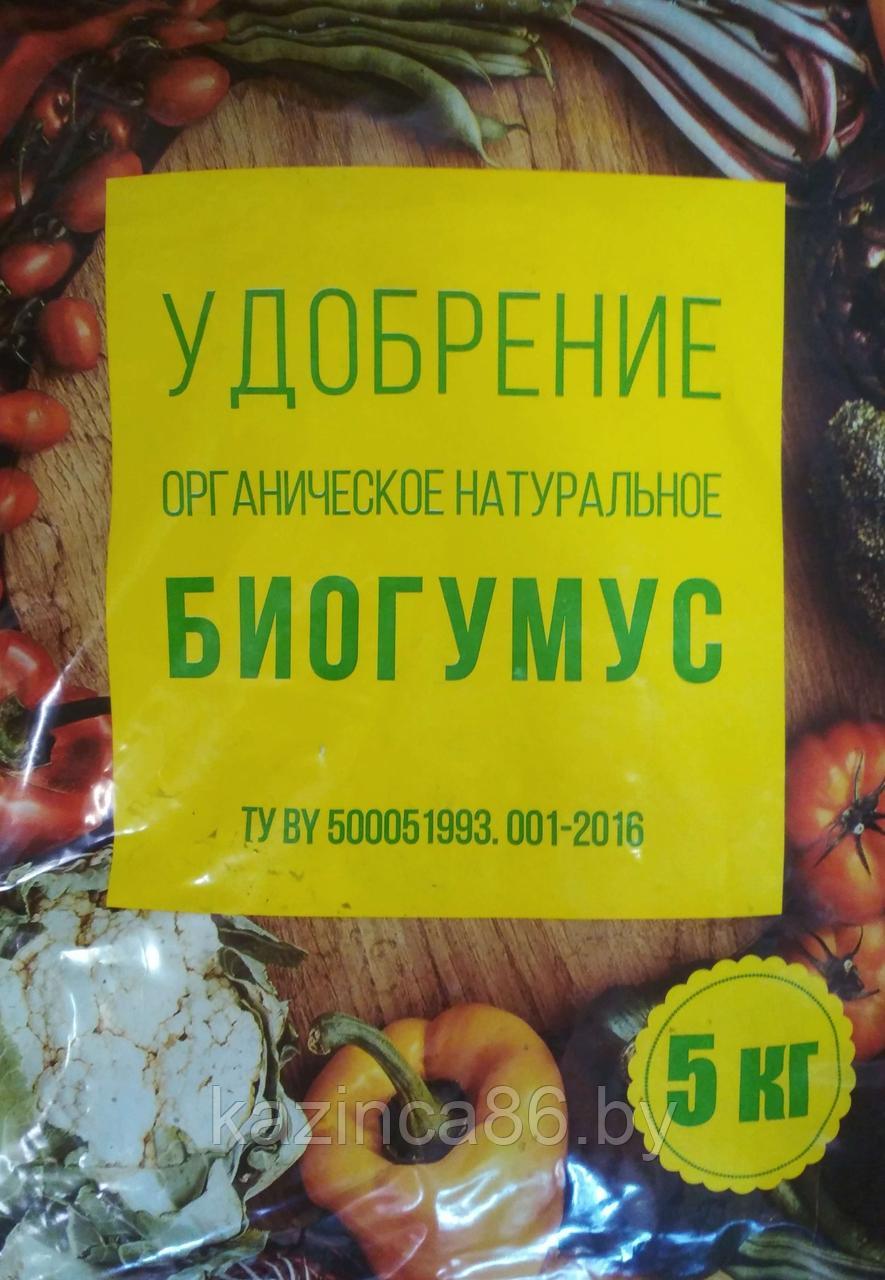 УДОБРЕНИЕ
ОРГАНИЧЕСКОЕ НАТУРАЛЬНОЕ
БИОГУМУС
ТУ BY 500051993. 001-2016
5 кг
kazinca86.by